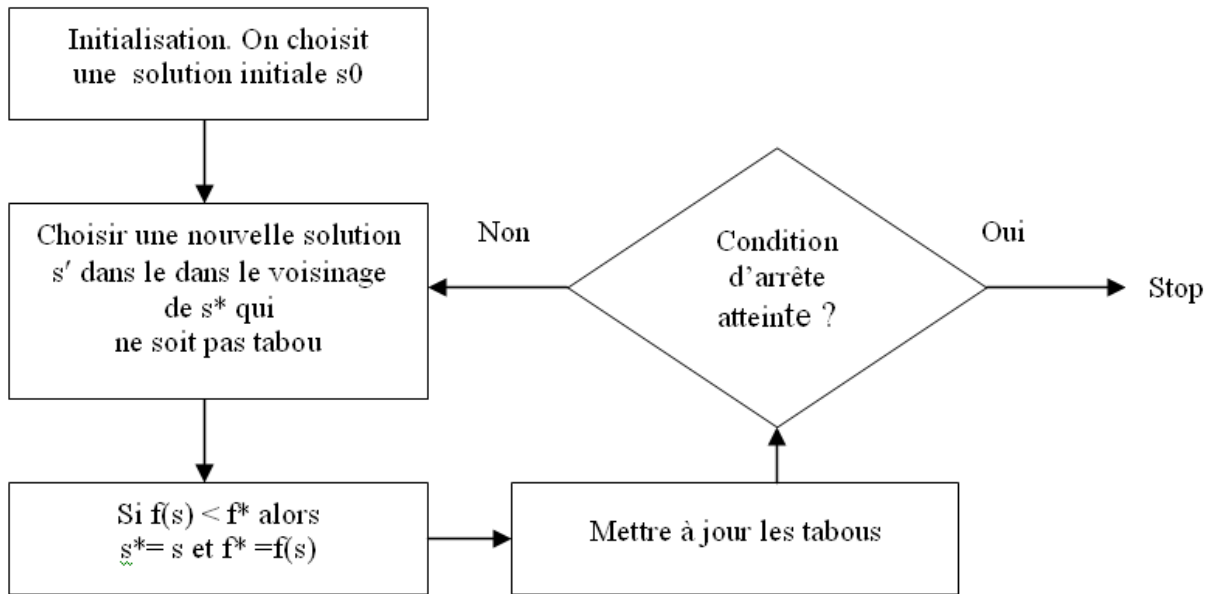 Initialisation. On choisit
une solution initiale s0
Choisir une nouvelle solution
s' dans le dans le voisinage
de s* qui
ne soit pas tabou
Si f(s) < f* alors
s*= s et f* =f(s)
Mettre à jour les tabous
Condition
d'arrête
atteinte ?
Non
Oui
Stop